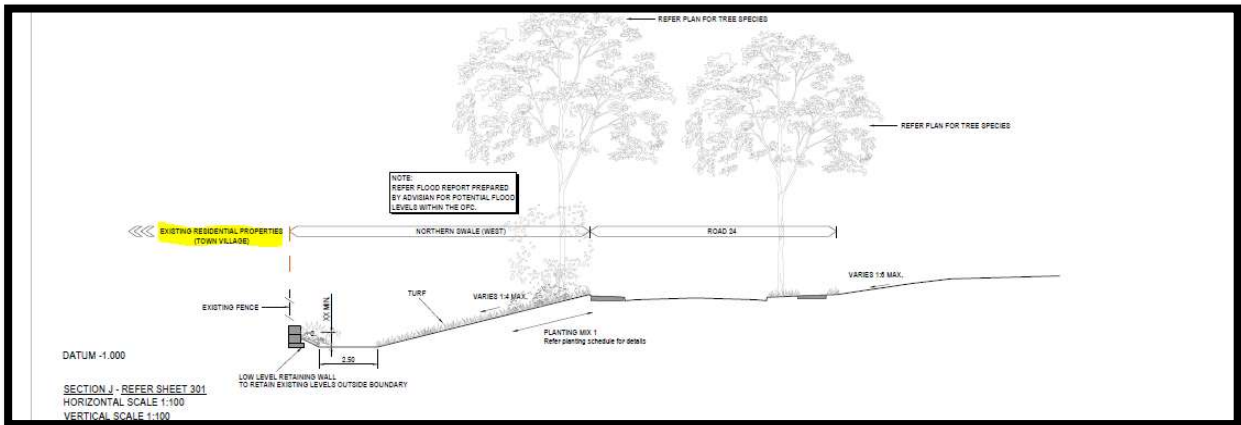 REFER PLAN FOR TREE SPECIES
REFER PLAN FOR TREE SPECIES
NOTE:
REFER FLOOD REPORT PREPARED
BY ADVISIAN FOR POTENTIAL FLOOD
LEVELS WITHIN THE OPC.
EXISTING RESIDENTIAL PROPERTIES
(TOWN VILLAGE)
NORTHERN SWALE (WEST)
ROAD 24
VARIES 1:6 MAX.
TURF
VARIES 1:4 MAX.
EXISTING FENCE
XX MIN.
PLANTING MIX 1
Refer planting schedule for details
DATUM -1.000
2.50
LOW LEVEL RETAINING WALL
TO RETAIN EXISTING LEVELS OUTSIDE BOUNDARY
SECTION J - REFER SHEET 301
HORIZONTAL SCALE 1:100
VERTICAL SCALE 1:100